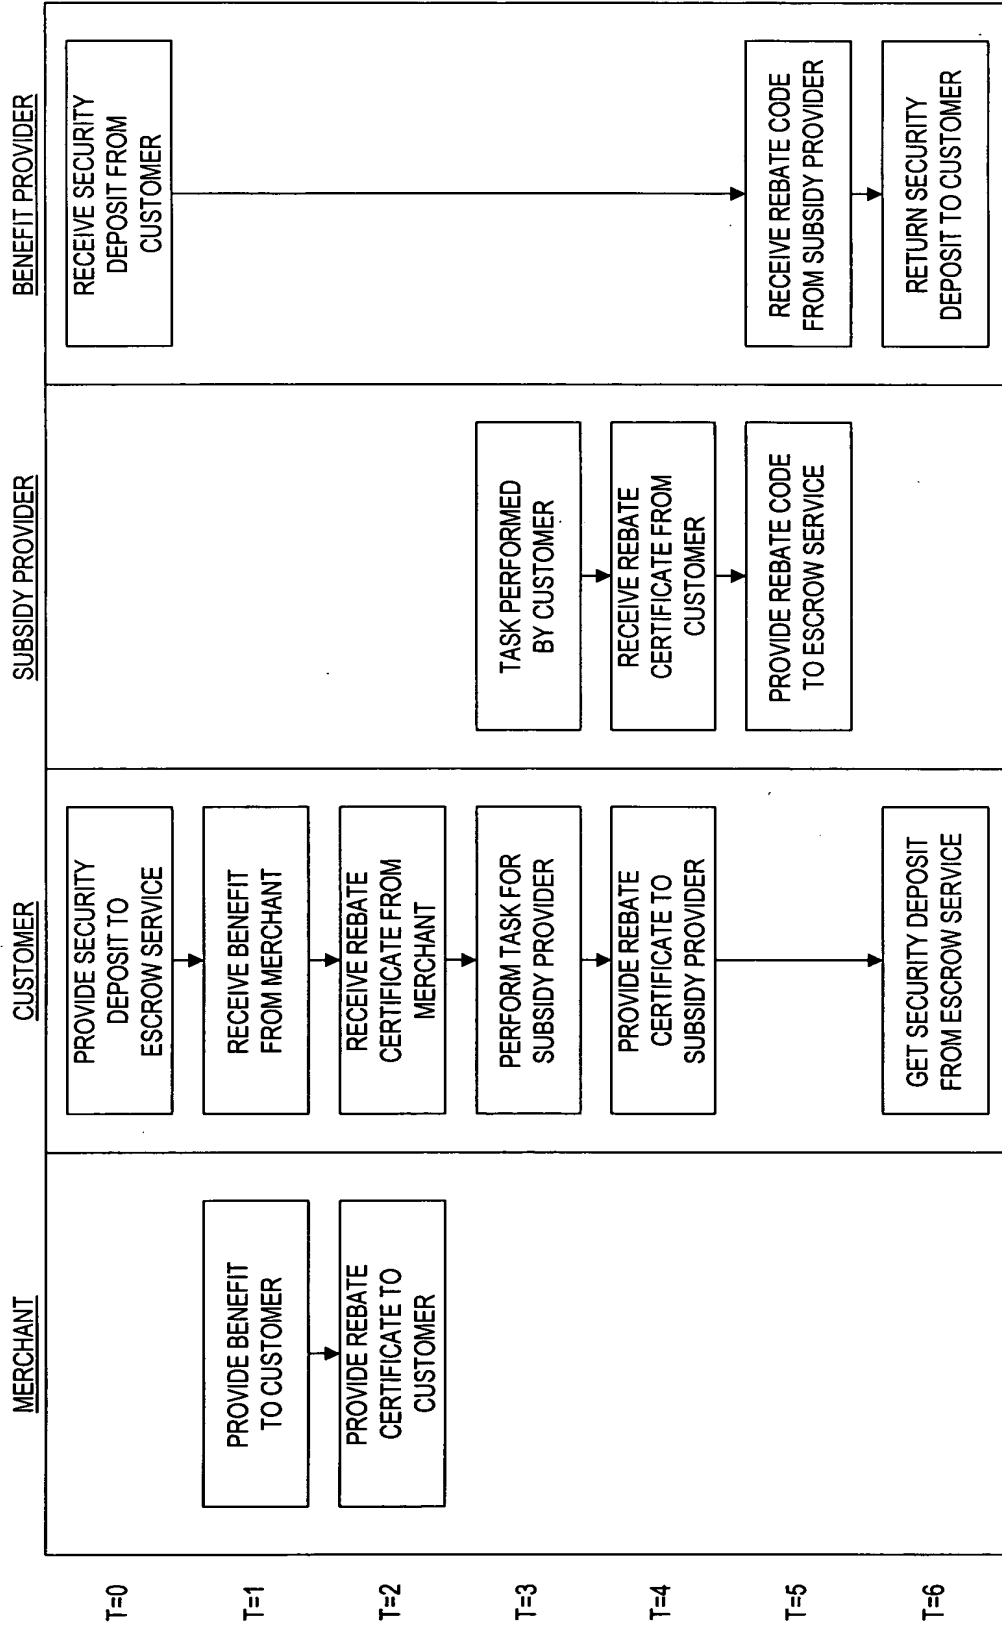 MERCHANT
CUSTOMER
SUBSIDY PROVIDER
BENEFIT PROVIDER
T=0
PROVIDE SECURITY
DEPOSIT TO
ESCROW SERVICE
RECEIVE SECURITY
DEPOSIT FROM
CUSTOMER
T=1
PROVIDE BENEFIT
TO CUSTOMER
RECEIVE BENEFIT
FROM MERCHANT
T=2
PROVIDE REBATE
CERTIFICATE TO
CUSTOMER
RECEIVE REBATE
CERTIFICATE FROM
MERCHANT
T=3
PERFORM TASK FOR
SUBSIDY PROVIDER
TASK PERFORMED
BY CUSTOMER
T=4
PROVIDE REBATE
CERTIFICATE TO
SUBSIDY PROVIDER
RECEIVE REBATE
CERTIFICATE FROM
CUSTOMER
T=5
PROVIDE REBATE CODE
TO ESCROW SERVICE
RECEIVE REBATE CODE
FROM SUBSIDY PROVIDER
T=6
GET SECURITY DEPOSIT
FROM ESCROW SERVICE
RETURN SECURITY
DEPOSIT TO CUSTOMER